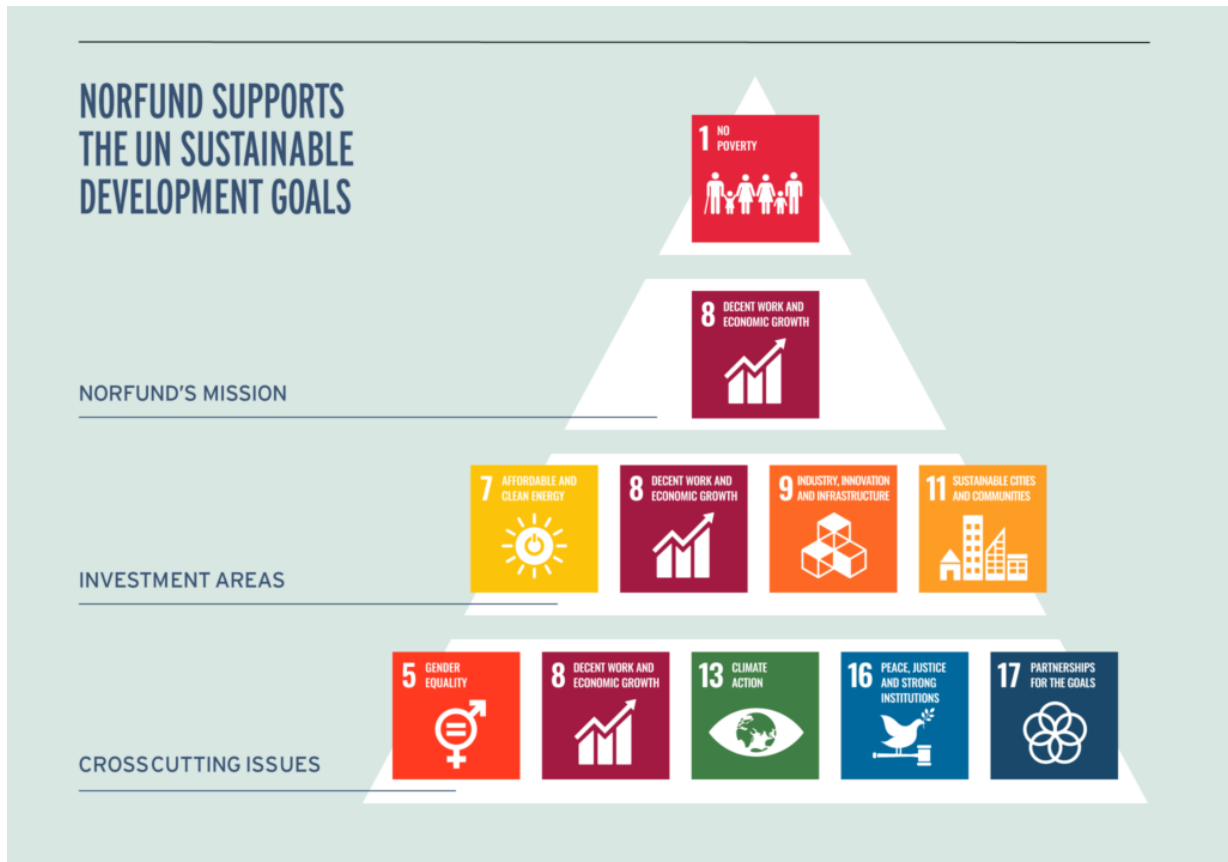 NORFUND SUPPORTS
THE UN SUSTAINABLE
DEVELOPMENT GOALS
1 NO
POVERTY
8 DECENT WORK AND
ECONOMIC GROWTH
NORFUND'S MISSION
7 AFFORDABLE AND
CLEAN ENERGY
8 DECENT WORK AND
ECONOMIC GROWTH
9 INDUSTRY, INNOVATION
AND INFRASTRUCTURE
11 SUSTAINABLE CITIES
AND COMMUNITIES
INVESTMENT AREAS
5 GENDER
EQUALITY
8 DECENT WORK AND
ECONOMIC GROWTH
13 CLIMATE
ACTION
16 PEACE, JUSTICE
AND STRONG
INSTITUTIONS
17 PARTNERSHIPS
FOR THE GOALS
CROSSCUTTING ISSUES